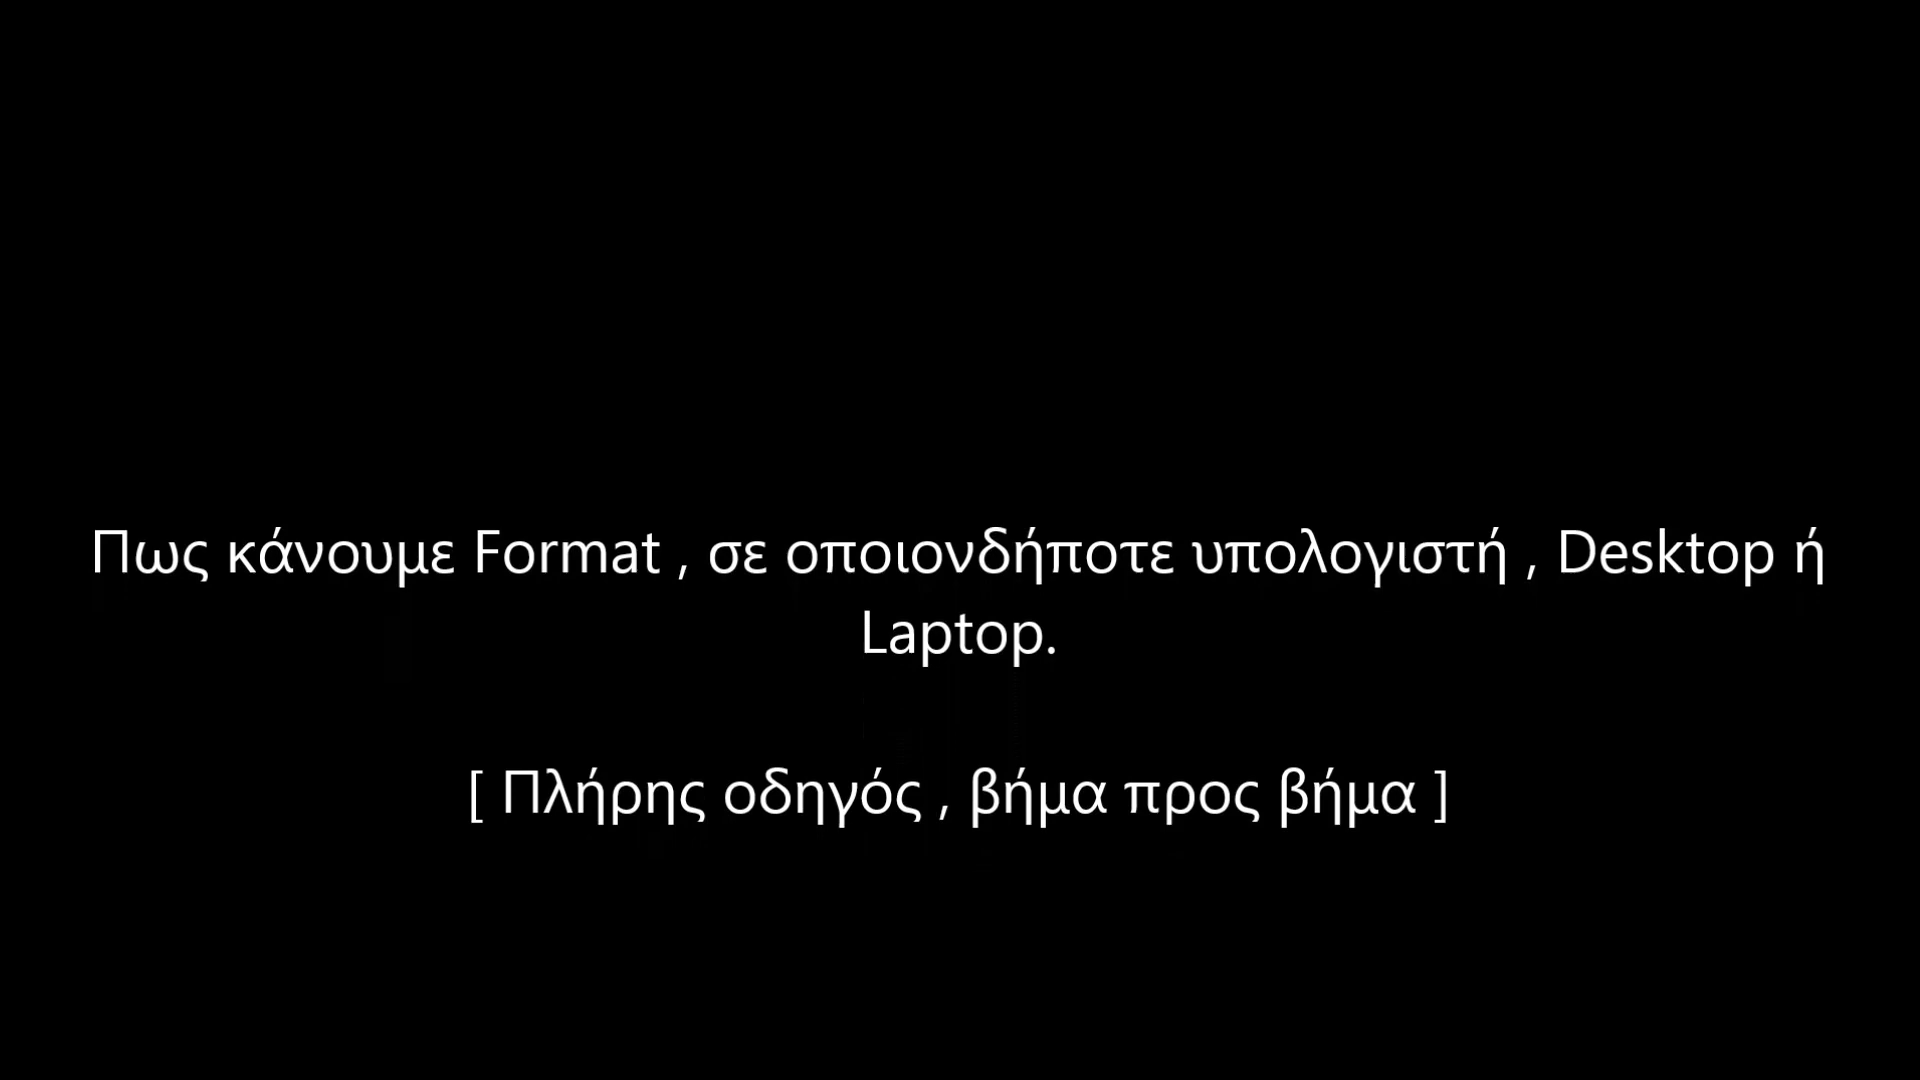 Πως κάνουμε Format , σε οποιονδήποτε υπολογιστή , Desktop ή
Laptop.
[ Πλήρης οδηγός , βήμα προς βήμα ]